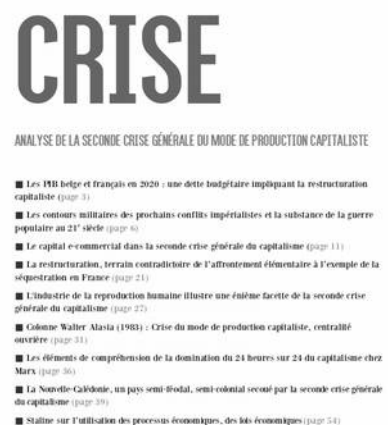 CRISE
ANALYSE DE LA SECONDE CRISE GÉNÉRALE DU MODE DE PRODUCTION CAPITALISTE
■ Les PIB belge et français en 2020 : une dette budgétaire impliquant la restructuration
capitaliste (page 3)
■ Les contours militaires des prochains conflits impérialistes et la substance de la guerre
populaire au 21e siècle (page 6)
■ Le capital e-commercial dans la seconde crise générale du capitalisme (page 11)
■ La restructuration, terrain contradictoire de l'affrontement élémentaire à l'exemple de la
séquestration en France (page 21)
■ L'industrie de la reproduction humaine illustre une énième facette de la seconde crise
générale du capitalisme (page 27)
■ Colonne Walter Alasia (1983) : Crise du mode de production capitaliste, centralité
ouvrière (page 31)
■ Les éléments de compréhension de la domination du 24 heures sur 24 du capitalisme chez
Marx (page 36)
■ La Nouvelle-Calédonie, un pays semi-féodal, semi-colonial secoué par la seconde crise générale
du capitalisme (page 39)
■ Staline sur l'utilisation des processus économiques, des lois économiques (page 54)